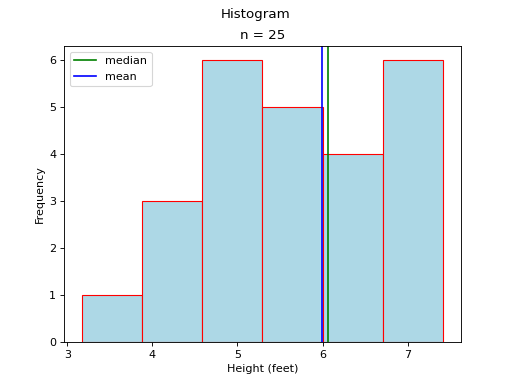 Histogram
n = 25
median
mean
6
5
4
3
2
1
0
Frequency
3 4 5 6 7
Height (feet)